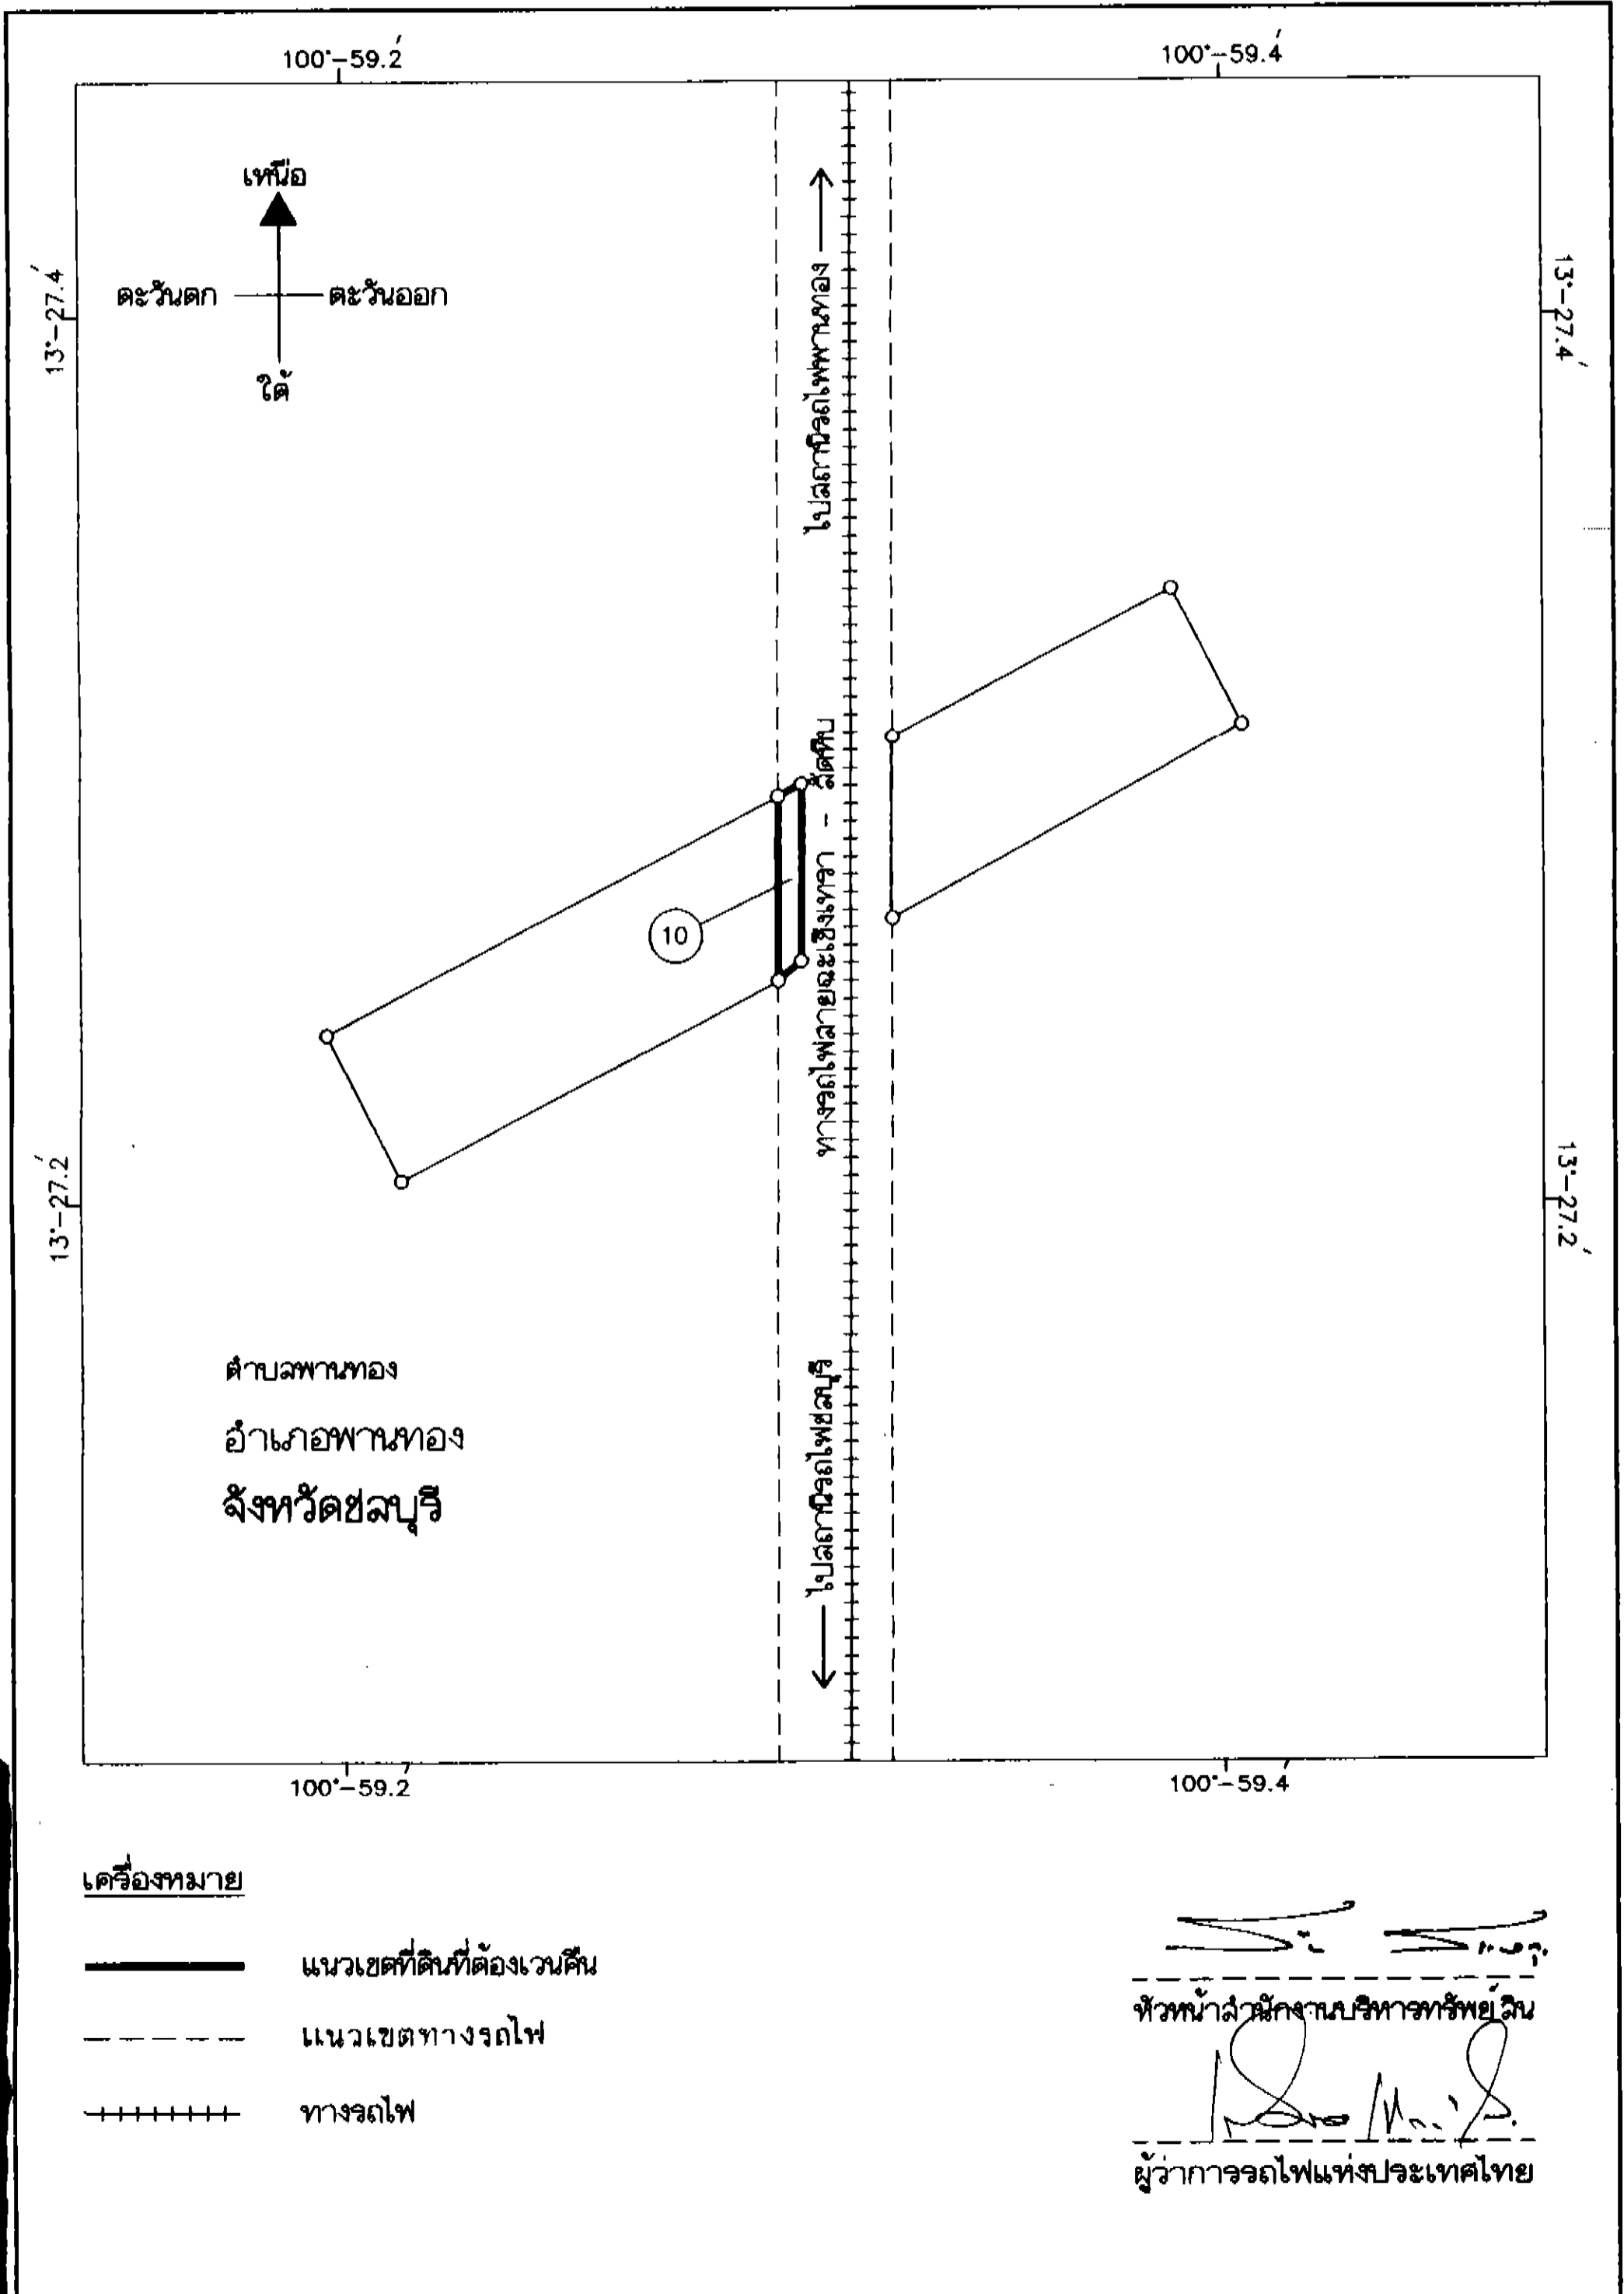 100°-59.2′
100°-59.4′
เหนือ
ตะวันตก
ตะวันออก
ใต้
13°-27.4′
13°-27.4′
ไปสถานีรถไฟพานทอง
ทางรถไฟสายฉะเชิงเทรา - สัตหีบ
10
13°-27.2′
13°-27.2′
ไปสถานีรถไฟชลบุรี
ตำบลพานทอง
อำเภอพานทอง
จังหวัดชลบุรี
100°-59.2′
100°-59.4′
เครื่องหมาย
แนวเขตที่ดินที่ต้องเวนคืน
แนวเขตทางรถไฟ
ทางรถไฟ
หัวหน้าสำนักงานบริหารทรัพย์สิน
ผู้ว่าการรถไฟแห่งประเทศไทย